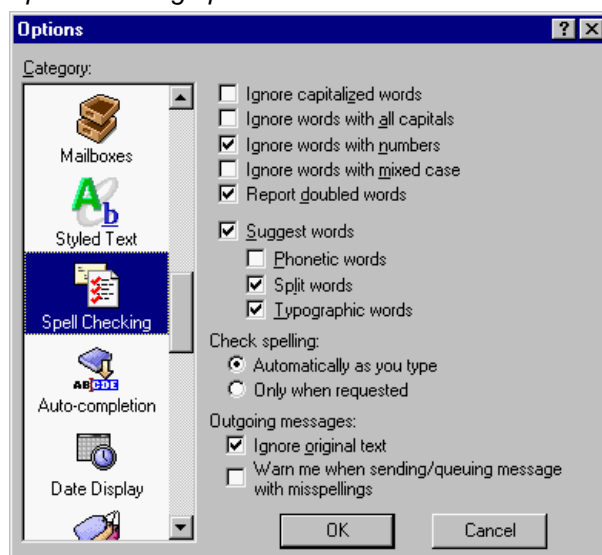 Options
Category:
Mailboxes
Styled Text
Spell Checking
ABCDE
Auto-completion
Date Display
Ignore capitalized words
Ignore words with all capitals
Ignore words with numbers
Ignore words with mixed case
Report doubled words
Suggest words
Phonetic words
Split words
Typographic words
Check spelling:
Automatically as you type
Only when requested
Outgoing messages:
Ignore original text
Warn me when sending/queuing message
with misspellings
OK
Cancel